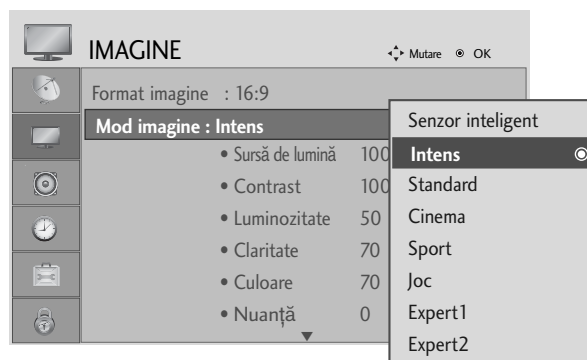 IMAGINE
Mutare OK
Format imagine : 16:9
Mod imagine : Intens
• Sursă de lumină 100
• Contrast 100
• Luminozitate 50
• Claritate 70
• Culoare 70
• Nuanță 0
Senzor inteligent
Intens
Standard
Cinema
Sport
Joc
Expert1
Expert2